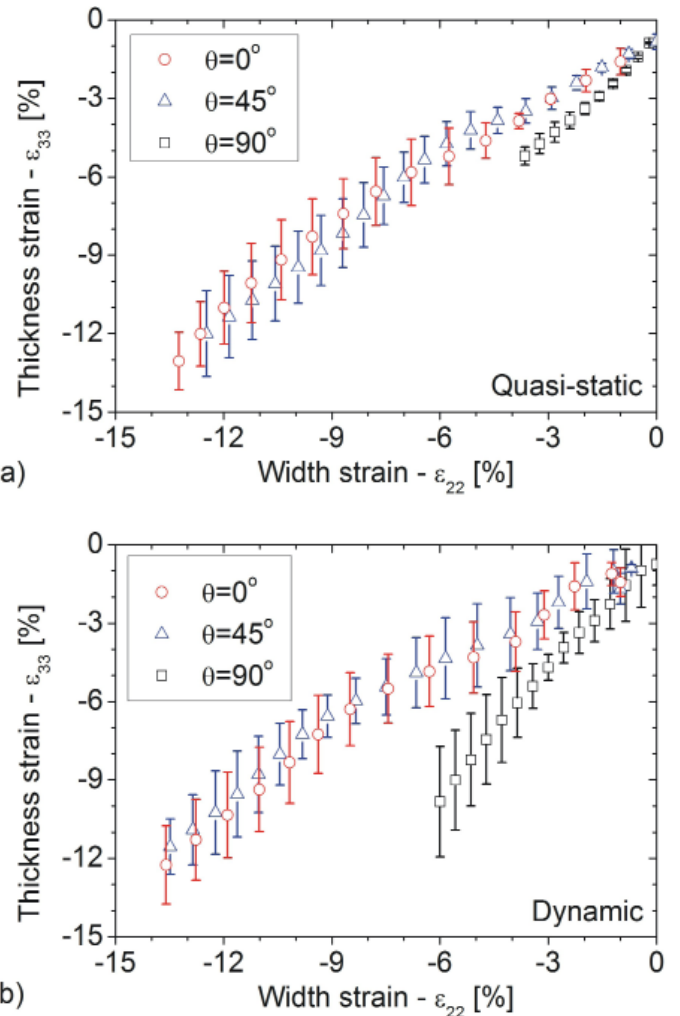 0
-3
-6
-9
-12
-15
Thickness strain - ε33 [%]
θ=0°
θ=45°
θ=90°
Quasi-static
-15 -12 -9 -6 -3 0
a)
Width strain - ε22 [%]
0
-3
-6
-9
-12
-15
Thickness strain - ε33 [%]
θ=0°
θ=45°
θ=90°
Dynamic
-15 -12 -9 -6 -3 0
b)
Width strain - ε22 [%]